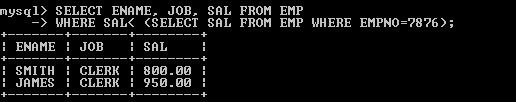 mysql> SELECT ENAME, JOB, SAL FROM EMP
    -> WHERE SAL< (SELECT SAL FROM EMP WHERE EMPNO=7876);
+-------+-------+--------+
| ENAME | JOB   | SAL    |
+-------+-------+--------+
| SMITH | CLERK | 800.00 |
| JAMES | CLERK | 950.00 |
+-------+-------+--------+